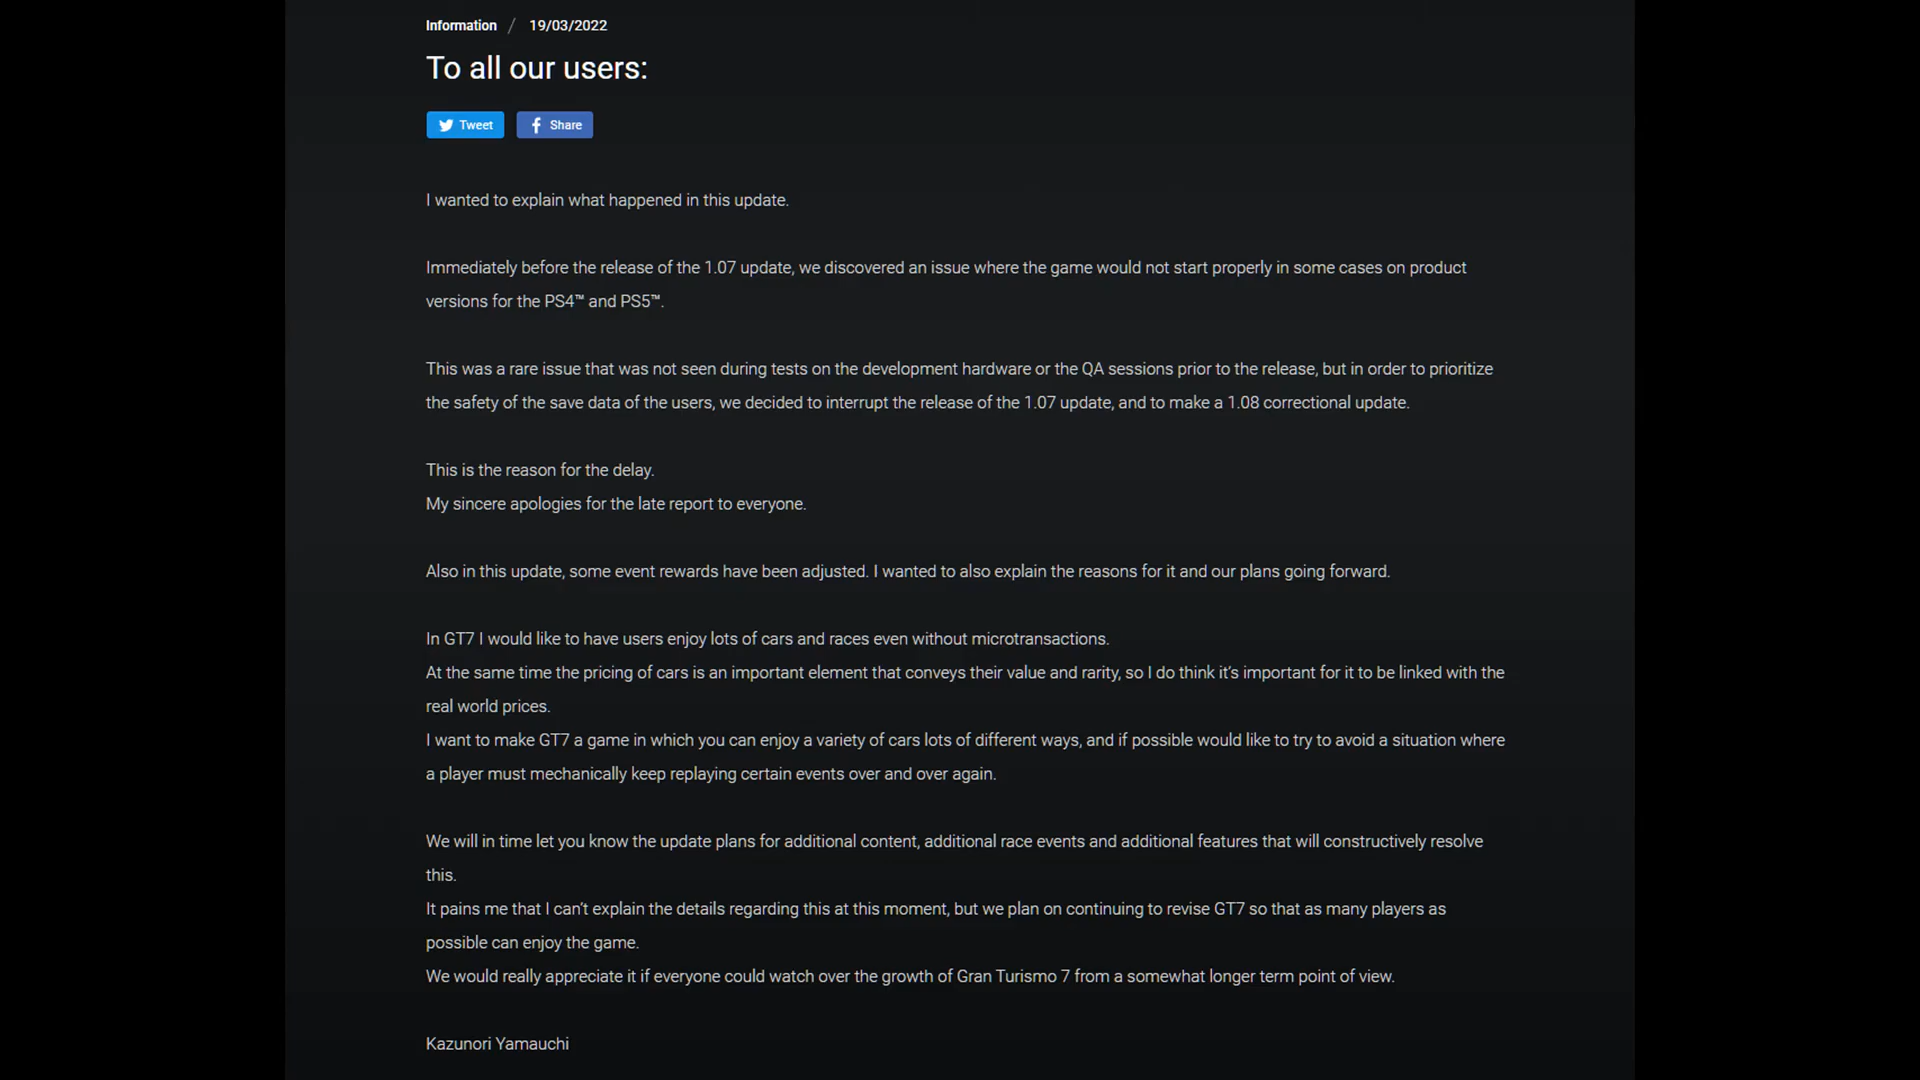 Information / 19/03/2022
To all our users:
Tweet Share
I wanted to explain what happened in this update.
Immediately before the release of the 1.07 update, we discovered an issue where the game would not start properly in some cases on product
versions for the PS4™ and PS5™.
This was a rare issue that was not seen during tests on the development hardware or the QA sessions prior to the release, but in order to prioritize
the safety of the save data of the users, we decided to interrupt the release of the 1.07 update, and to make a 1.08 correctional update.
This is the reason for the delay.
My sincere apologies for the late report to everyone.
Also in this update, some event rewards have been adjusted. I wanted to also explain the reasons for it and our plans going forward.
In GT7 I would like to have users enjoy lots of cars and races even without microtransactions.
At the same time the pricing of cars is an important element that conveys their value and rarity, so I do think it's important for it to be linked with the
real world prices.
I want to make GT7 a game in which you can enjoy a variety of cars lots of different ways, and if possible would like to try to avoid a situation where
a player must mechanically keep replaying certain events over and over again.
We will in time let you know the update plans for additional content, additional race events and additional features that will constructively resolve
this.
It pains me that I can't explain the details regarding this at this moment, but we plan on continuing to revise GT7 so that as many players as
possible can enjoy the game.
We would really appreciate it if everyone could watch over the growth of Gran Turismo 7 from a somewhat longer term point of view.
Kazunori Yamauchi